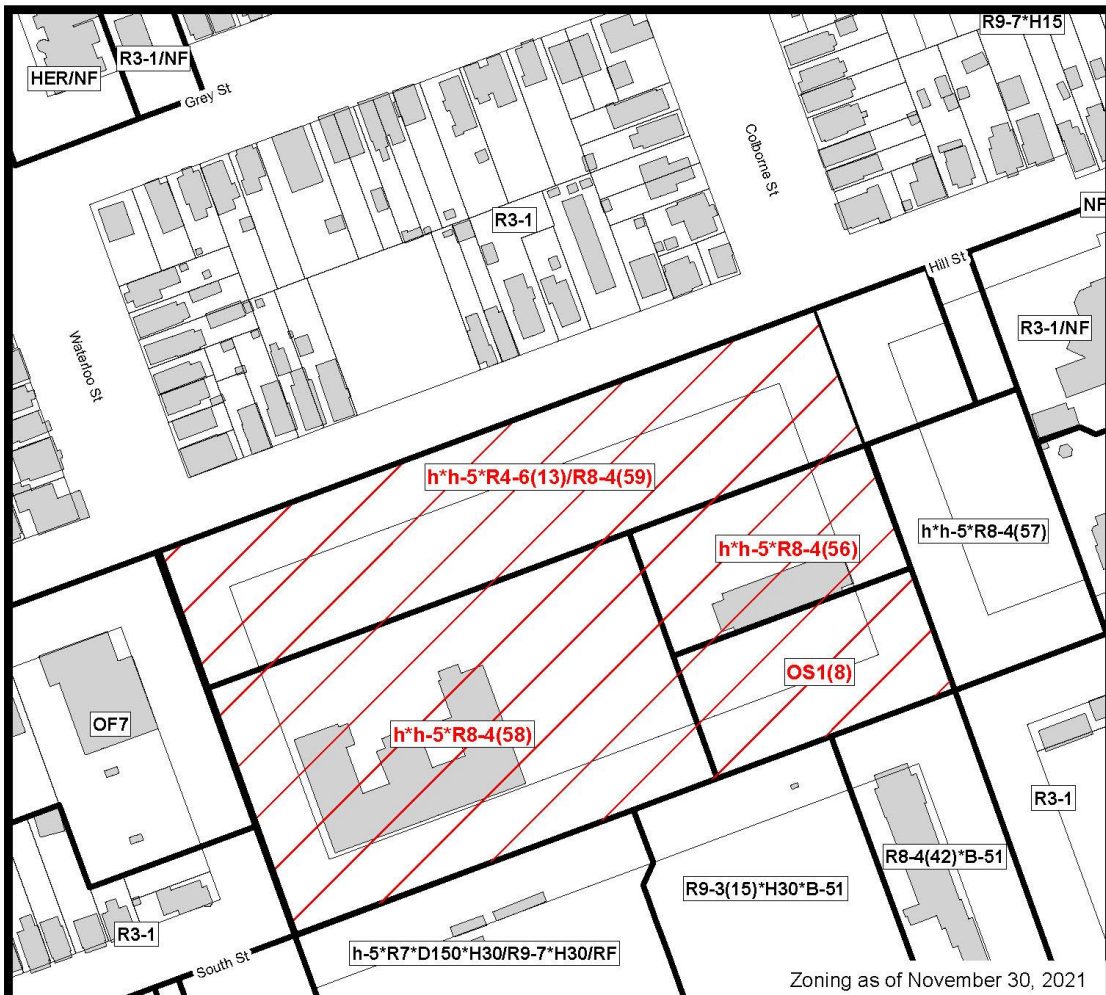 R9-7*H15
R3-1/NF
HER/NF
Grey St
Colborne St
NF
R3-1
Hill St
R3-1/NF
Waterloo St
h*h-5*R4-6(13)/R8-4(59)
h*h-5*R8-4(57)
h*h-5*R8-4(56)
OS1(8)
OF7
h*h-5*R8-4(58)
R3-1
R8-4(42)*B-51
R9-3(15)*H30*B-51
R3-1
h-5*R7*D150*H30/R9-7*H30/RF
South St
Zoning as of November 30, 2021